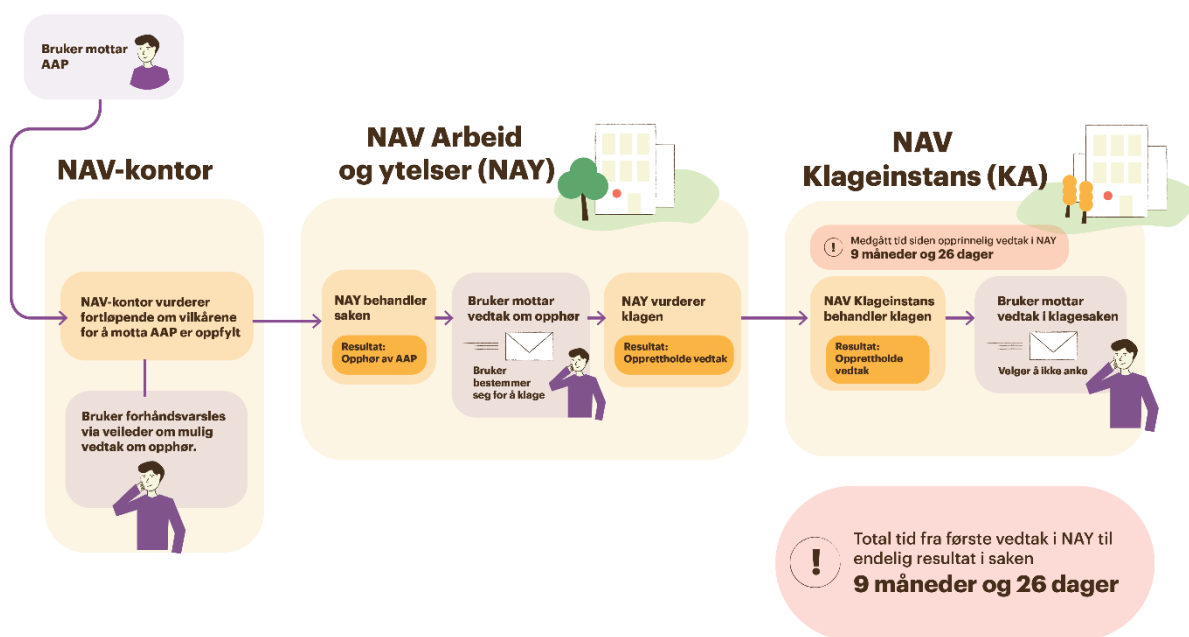 Bruker mottar
AAP
NAV-kontor
NAV-kontor vurderer
fortløpende om vilkårene
for å motta AAP er oppfylt
Bruker forhåndsvarsles
via veileder om mulig
vedtak om opphør.
NAV Arbeid
og ytelser (NAY)
NAY behandler
saken
Resultat:
Opphør av AAP
Bruker mottar
vedtak om opphør
Bruker
bestemmer
seg for å klage
NAY vurderer
klagen
Resultat:
Opprettholde vedtak
NAV
Klageinstans (KA)
Medgått tid siden opprinnelig vedtak i NAY
9 måneder og 26 dager
NAV Klageinstans
behandler klagen
Resultat:
Opprettholde
vedtak
Bruker mottar
vedtak i klagesaken
Velger å ikke anke
Total tid fra første vedtak i NAY til
endelig resultat i saken
9 måneder og 26 dager